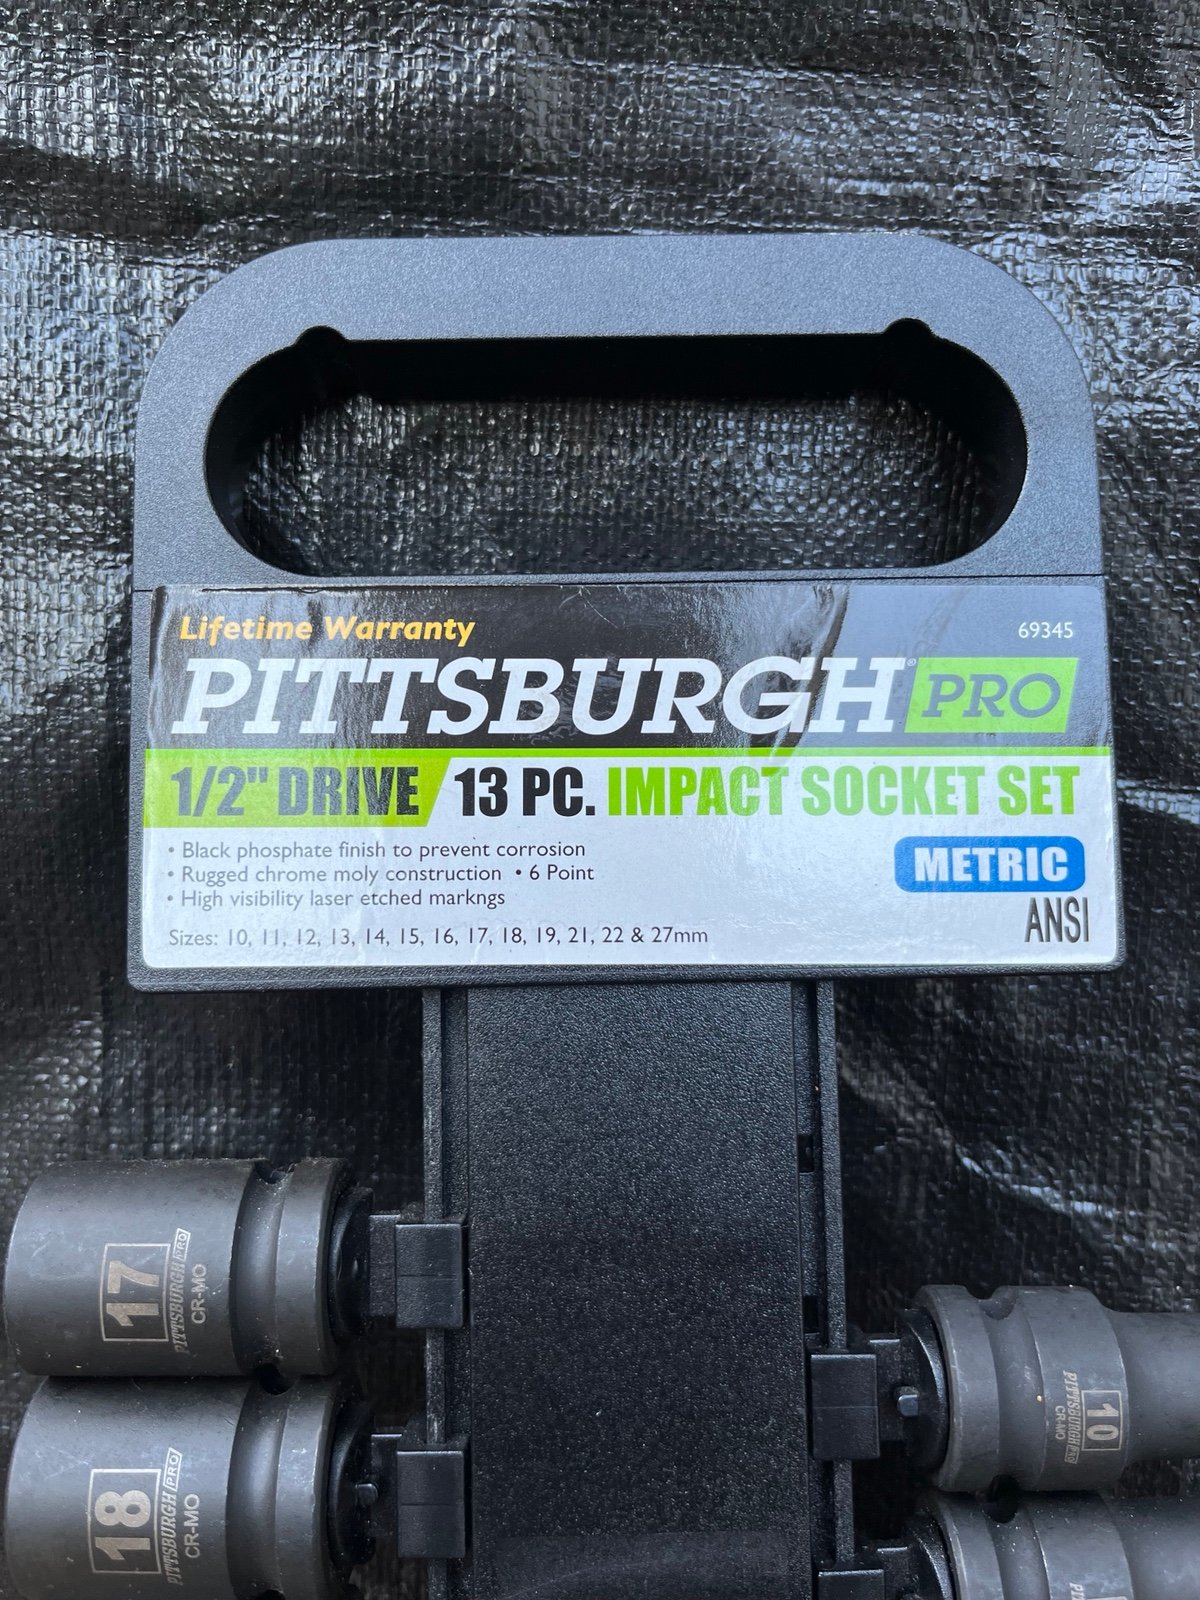 Lifetime Warranty
69345
PITTSBURGH® PRO
1/2" DRIVE 13 PC. IMPACT SOCKET SET
• Black phosphate finish to prevent corrosion
• Rugged chrome moly construction • 6 Point
• High visibility laser etched markngs
METRIC
ANSI
Sizes: 10, 11, 12, 13, 14, 15, 16, 17, 18, 19, 21, 22 & 27mm
17
PITTSBURGH PRO
CR-MO
10
PITTSBURGH PRO
CR-MO
18
PITTSBURGH PRO
CR-MO